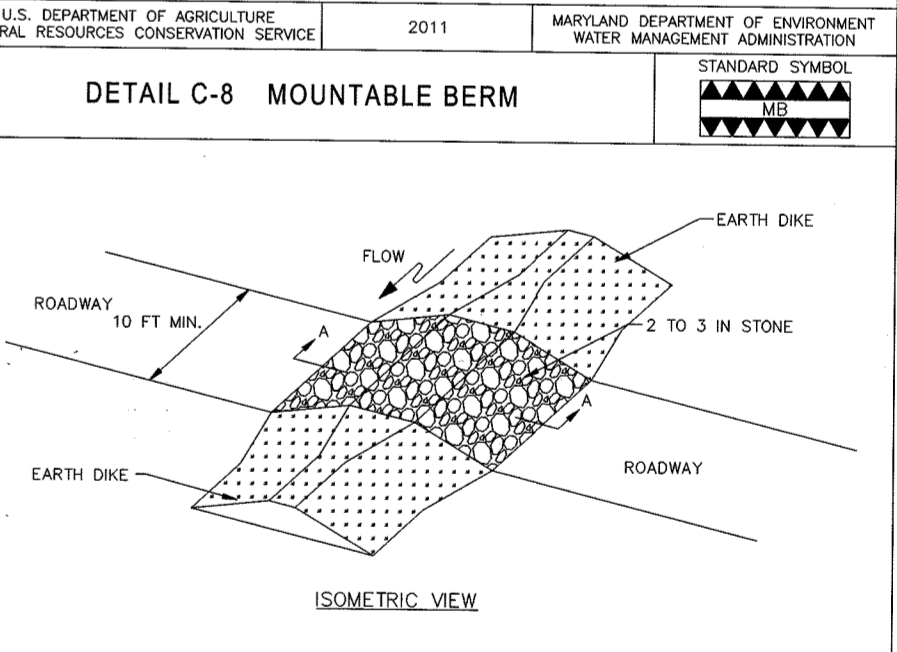 U.S. DEPARTMENT OF AGRICULTURE
RAL RESOURCES CONSERVATION SERVICE
2011
MARYLAND DEPARTMENT OF ENVIRONMENT
WATER MANAGEMENT ADMINISTRATION
DETAIL C-8 MOUNTABLE BERM
STANDARD SYMBOL
MB
EARTH DIKE
FLOW
ROADWAY
10 FT MIN.
A
2 TO 3 IN STONE
A
ROADWAY
EARTH DIKE
ISOMETRIC VIEW